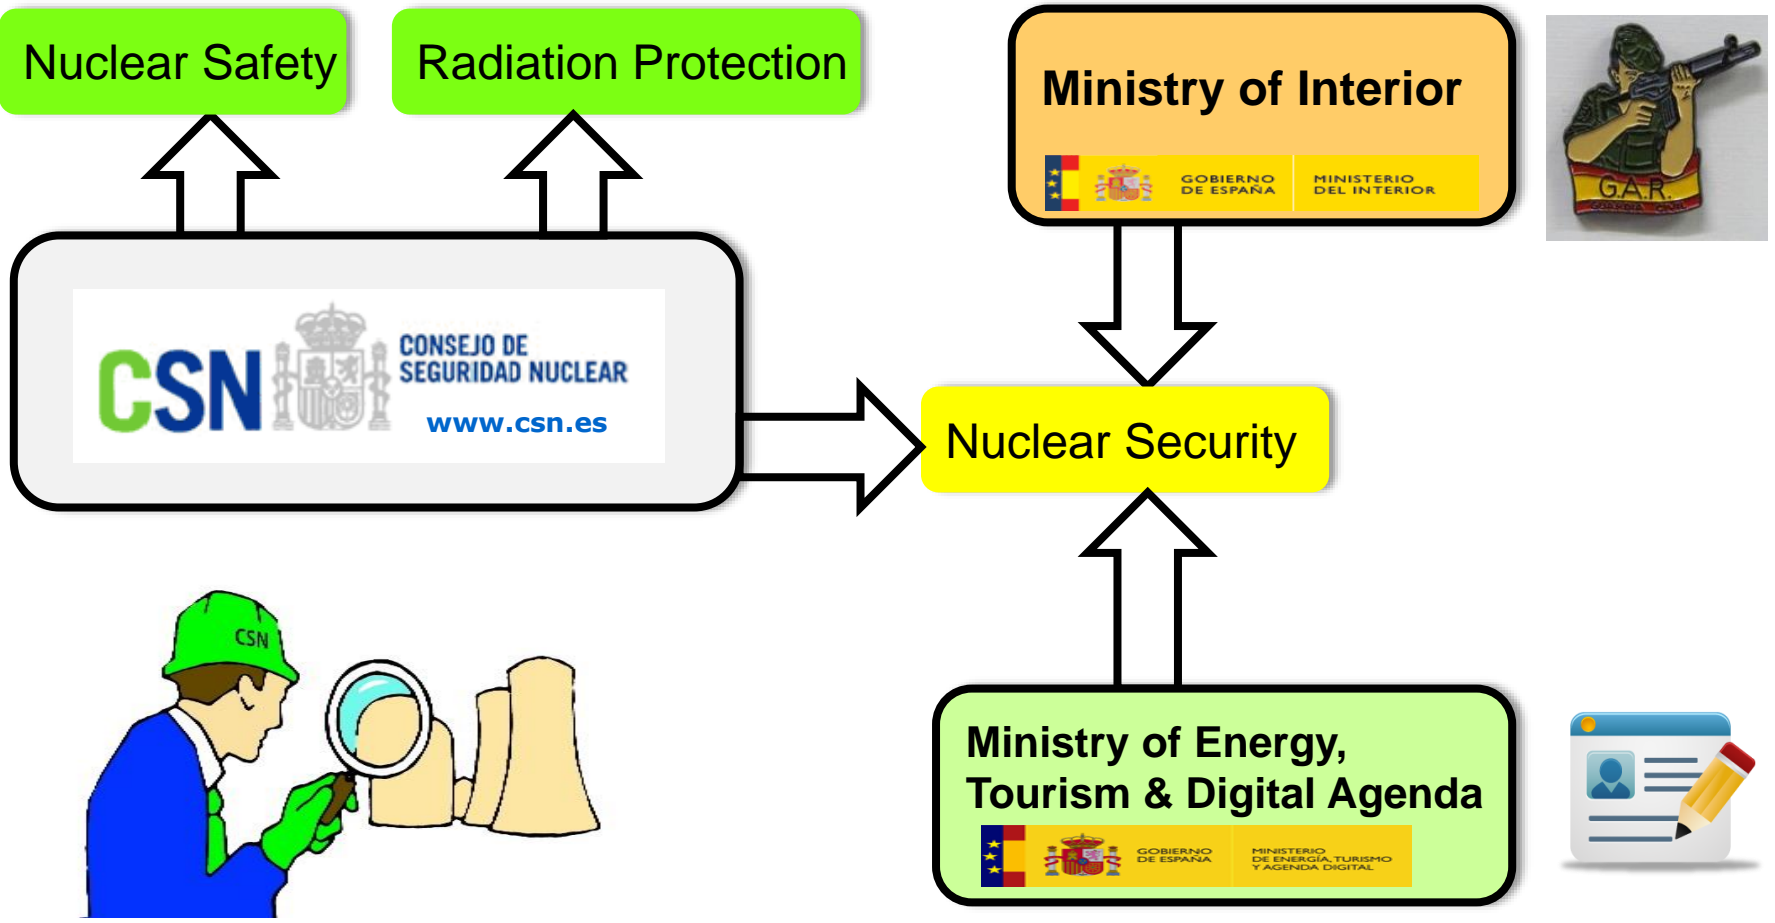 Nuclear Safety
Radiation Protection
Ministry of Interior
GOBIERNO
DE ESPAÑA
MINISTERIO
DEL INTERIOR
G.A.R.
GUARDIA CIVIL
CSN
CONSEJO DE
SEGURIDAD NUCLEAR
www.csn.es
Nuclear Security
CSN
Ministry of Energy,
Tourism & Digital Agenda
GOBIERNO
DE ESPAÑA
MINISTERIO
DE ENERGÍA, TURISMO
Y AGENDA DIGITAL